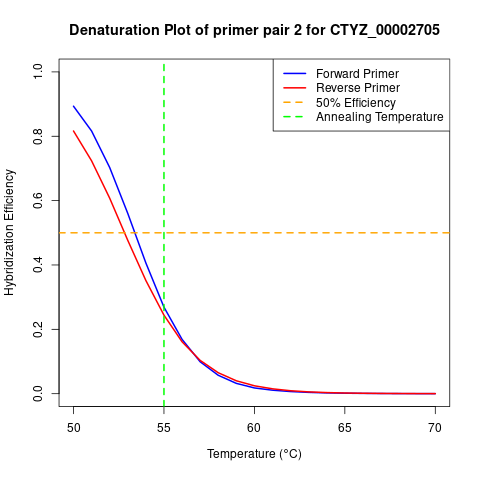 Denaturation Plot of primer pair 2 for CTYZ_00002705
Forward Primer
Reverse Primer
50% Efficiency
Annealing Temperature
Hybridization Efficiency
1.0
0.8
0.6
0.4
0.2
0.0
50 55 60 65 70
Temperature (°C)